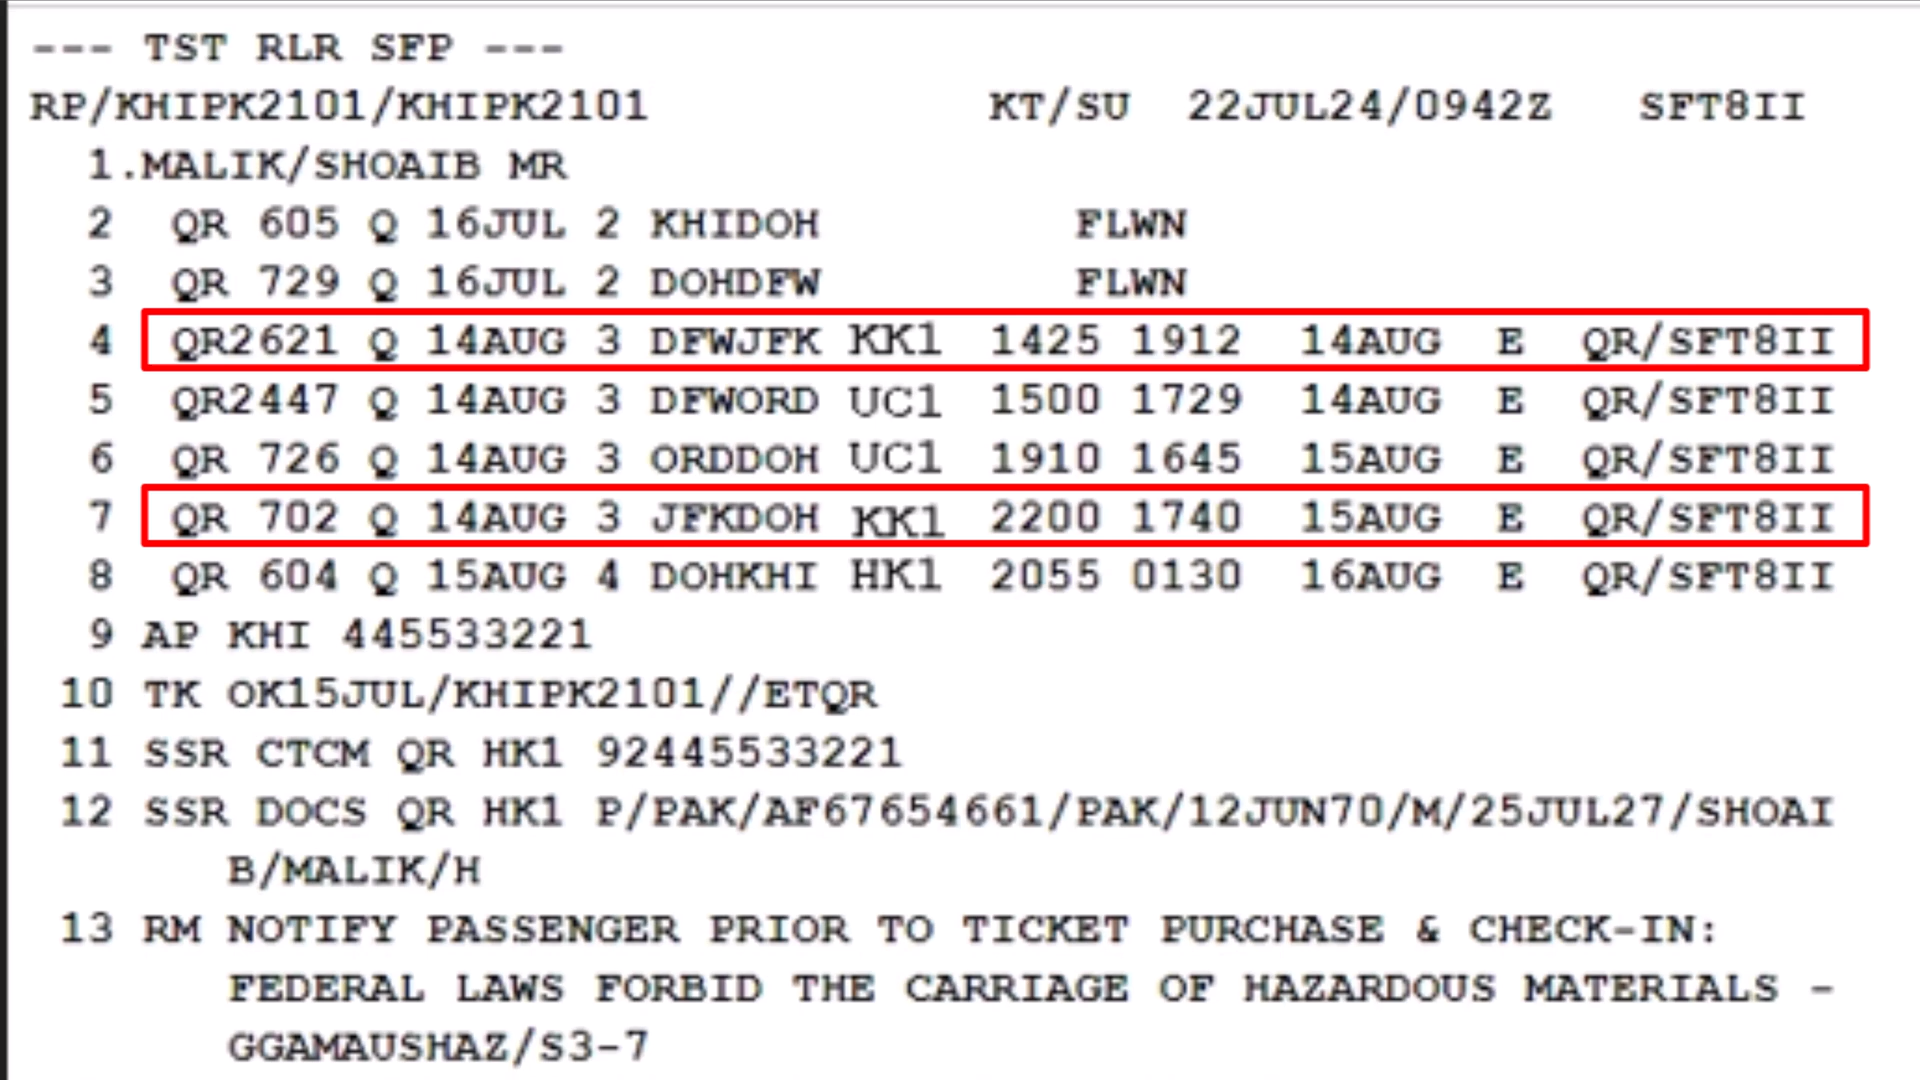 --- TST RLR SFP ---
RP/KHIPK2101/KHIPK2101 KT/SU 22JUL24/0942Z SFT8II
1.MALIK/SHOAIB MR
2 QR 605 Q 16JUL 2 KHIDOH FLWN
3 QR 729 Q 16JUL 2 DOHDFW FLWN
4 QR2621 Q 14AUG 3 DFWJFK KK1 1425 1912 14AUG E QR/SFT8II
5 QR2447 Q 14AUG 3 DFWORD UC1 1500 1729 14AUG E QR/SFT8II
6 QR 726 Q 14AUG 3 ORDDOH UC1 1910 1645 15AUG E QR/SFT8II
7 QR 702 Q 14AUG 3 JFKDOH KK1 2200 1740 15AUG E QR/SFT8II
8 QR 604 Q 15AUG 4 DOHKHI HK1 2055 0130 16AUG E QR/SFT8II
9 AP KHI 445533221
10 TK OK15JUL/KHIPK2101//ETQR
11 SSR CTCM QR HK1 92445533221
12 SSR DOCS QR HK1 P/PAK/AF67654661/PAK/12JUN70/M/25JUL27/SHOAI
B/MALIK/H
13 RM NOTIFY PASSENGER PRIOR TO TICKET PURCHASE & CHECK-IN:
FEDERAL LAWS FORBID THE CARRIAGE OF HAZARDOUS MATERIALS -
GGAMAUSHAZ/S3-7